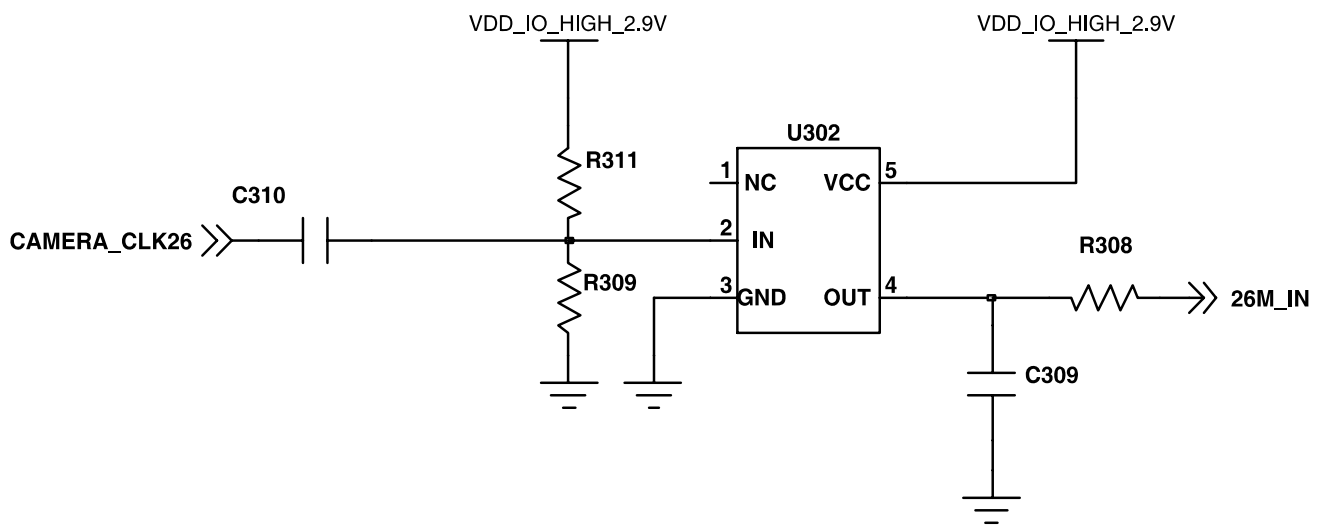 VDD_IO_HIGH_2.9V
VDD_IO_HIGH_2.9V
U302
R311
1
NC
VCC
5
C310
CAMERA_CLK26
2
IN
R308
R309
3
GND
OUT
4
26M_IN
C309